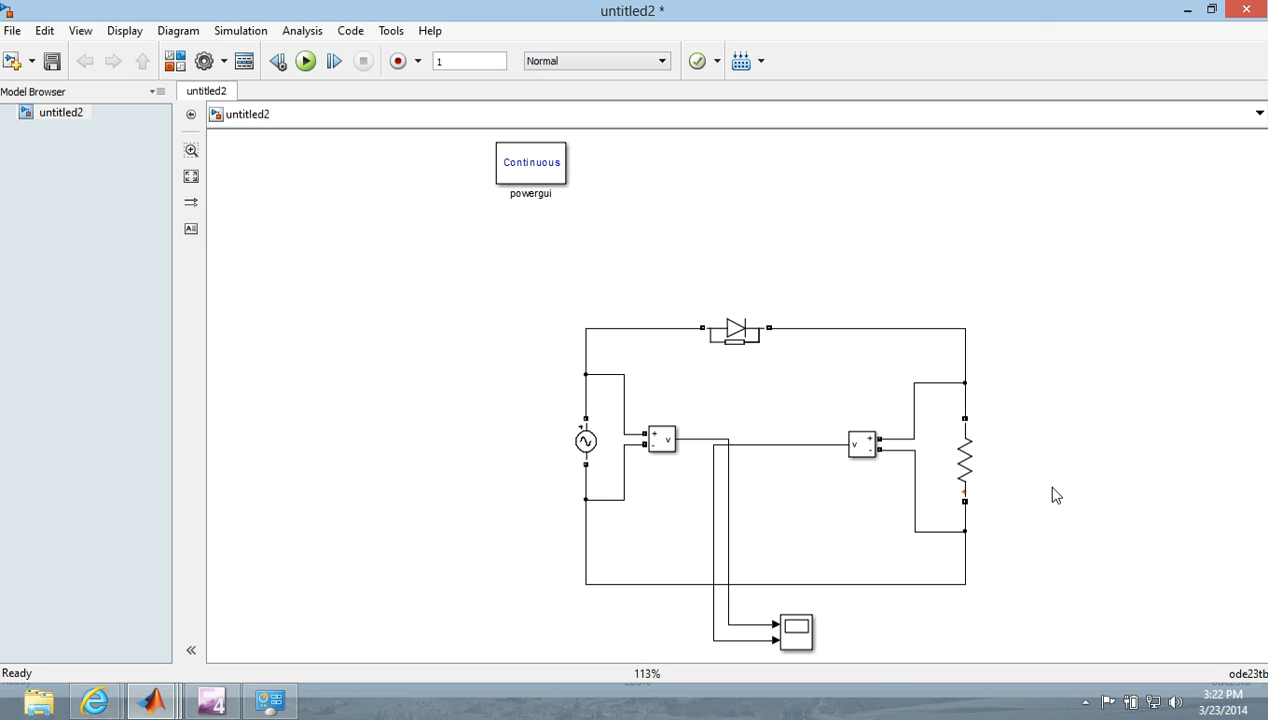 untitled2 *
File Edit View Display Diagram Simulation Analysis Code Tools Help
1 Normal
Model Browser
untitled2
untitled2
untitled2
Continuous
powergui
+
+
-
v
v
+
-
+
Ready 113% ode23tb
4
3:22 PM
3/23/2014